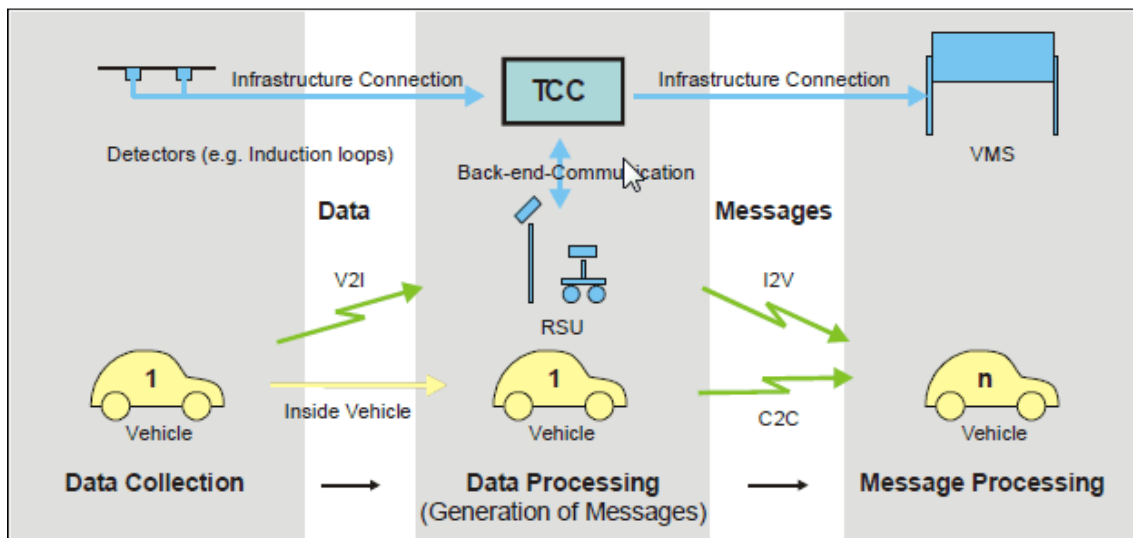 Infrastructure Connection
TCC
Infrastructure Connection
Detectors (e.g. Induction loops)
Back-end-Communication
VMS
Data
Messages
V2I
I2V
RSU
1
1
n
Inside Vehicle
C2C
Vehicle
Vehicle
Vehicle
Data Collection
Data Processing
(Generation of Messages)
Message Processing